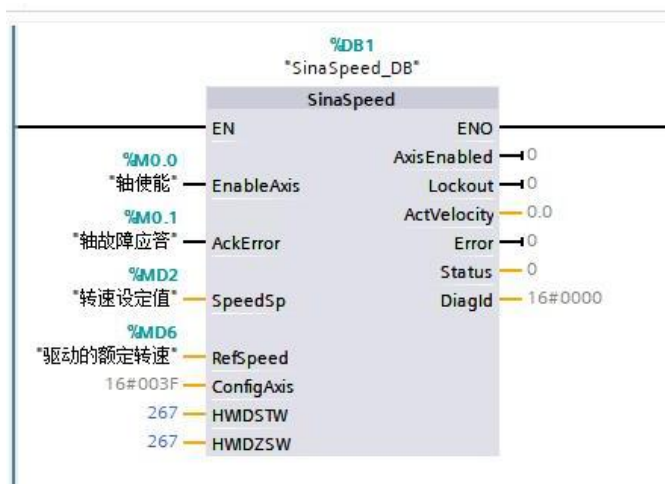 %DB1
"SinaSpeed_DB"
SinaSpeed
EN ENO
%M0.0
"轴使能" EnableAxis
AxisEnabled 0
Lockout 0
%M0.1
"轴故障应答" AckError
ActVelocity 0.0
Error 0
%MD2
"转速设定值" SpeedSp
Status 0
DiagId 16#0000
%MD6
"驱动的额定转速" RefSpeed
16#003F ConfigAxis
267 HWIDSTW
267 HWIDZSW